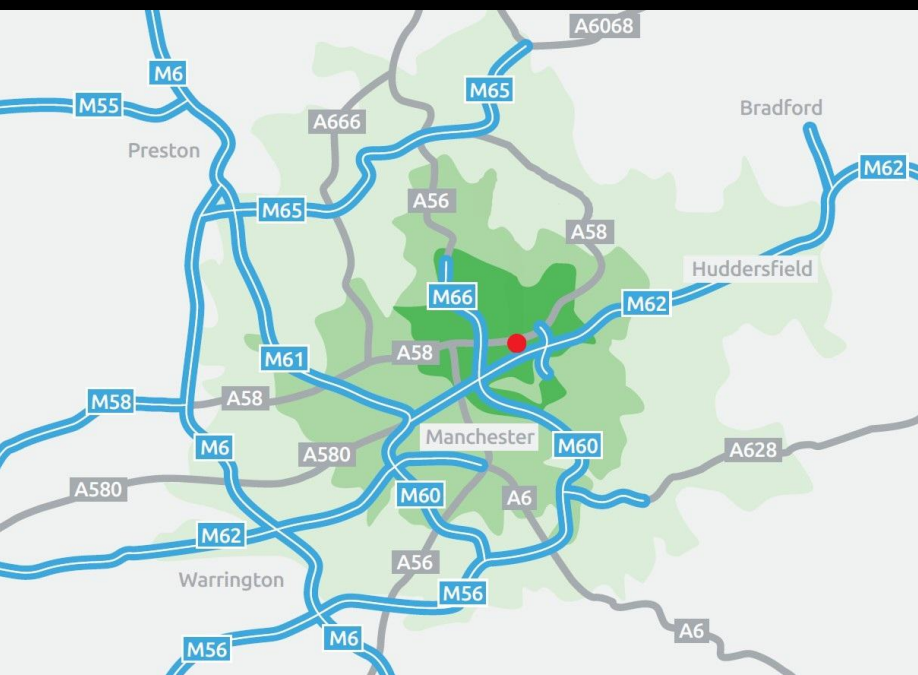 A6068
M6
M65
M55
Bradford
A666
Preston
M62
A56
M65
A58
Huddersfield
M66
M62
A58
M61
A58
M58
Manchester
M6
M60
A628
A580
A580
M60
A6
M62
A56
Warrington
M56
A6
M6
M56